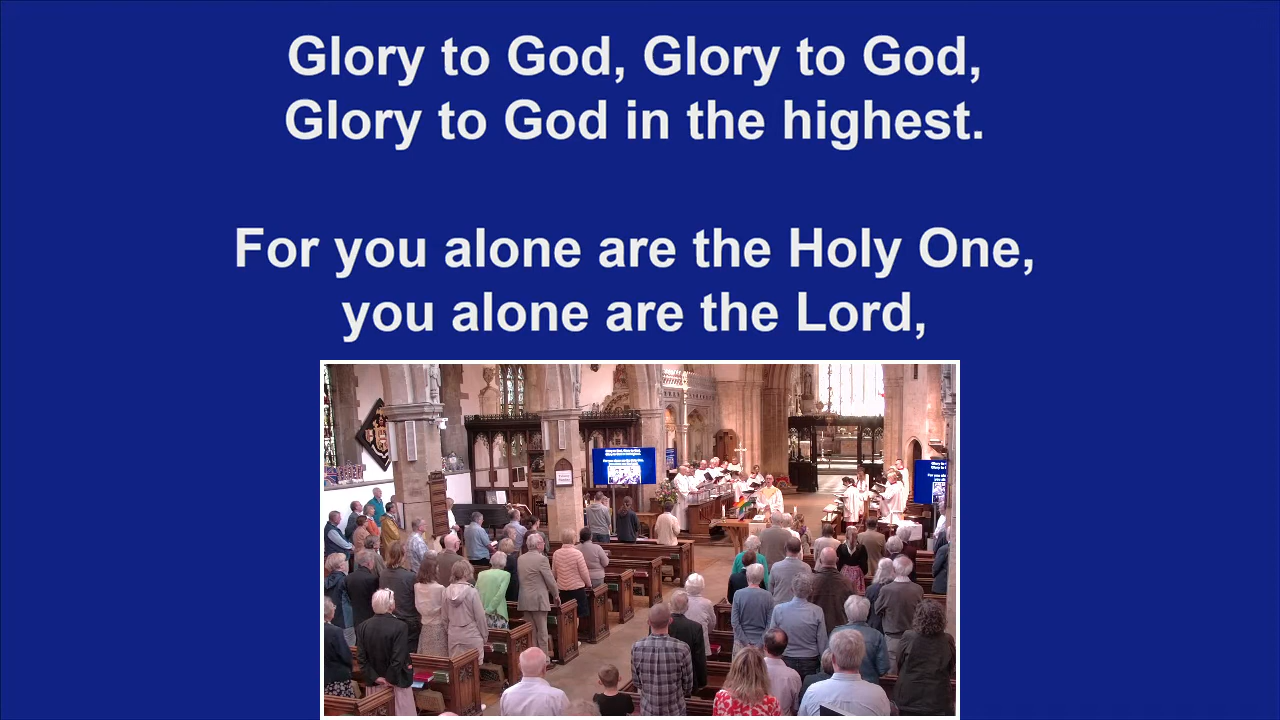 Glory to God, Glory to God,
Glory to God in the highest.
For you alone are the Holy One,
you alone are the Lord,